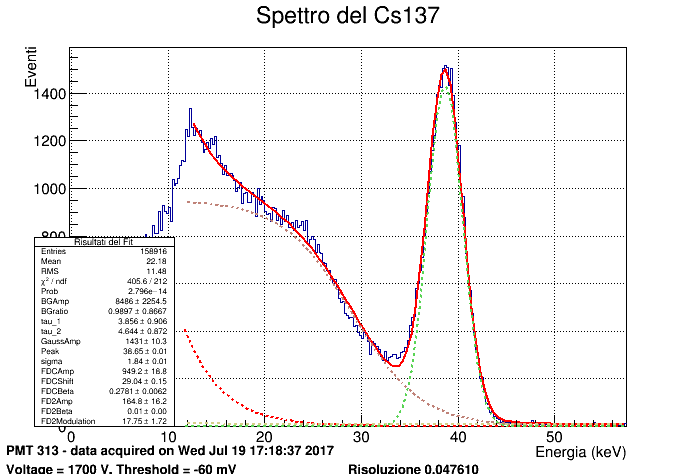 Spettro del Cs137
Eventi
1400
1200
1000
800
Risultati del Fit
Entries 158916
Mean 22.18
RMS 11.48
χ² / ndf 405.6 / 212
Prob 2.796e-14
BGAmp 8486 ± 2254.5
BGratio 0.9897 ± 0.8667
tau_1 3.856 ± 0.906
tau_2 4.644 ± 0.872
GaussAmp 1431 ± 10.3
Peak 38.65 ± 0.01
sigma 1.84 ± 0.01
FDCAmp 949.2 ± 16.8
FDCShift 29.04 ± 0.15
FDCBeta 0.2781 ± 0.0062
FD2Amp 164.8 ± 16.2
FD2Beta 0.01 ± 0.00
FD2Modulation 17.75 ± 1.72
0 10 20 30 40 50
Energia (keV)
PMT 313 - data acquired on Wed Jul 19 17:18:37 2017
Voltage = 1700 V, Threshold = -60 mV Risoluzione 0.047610